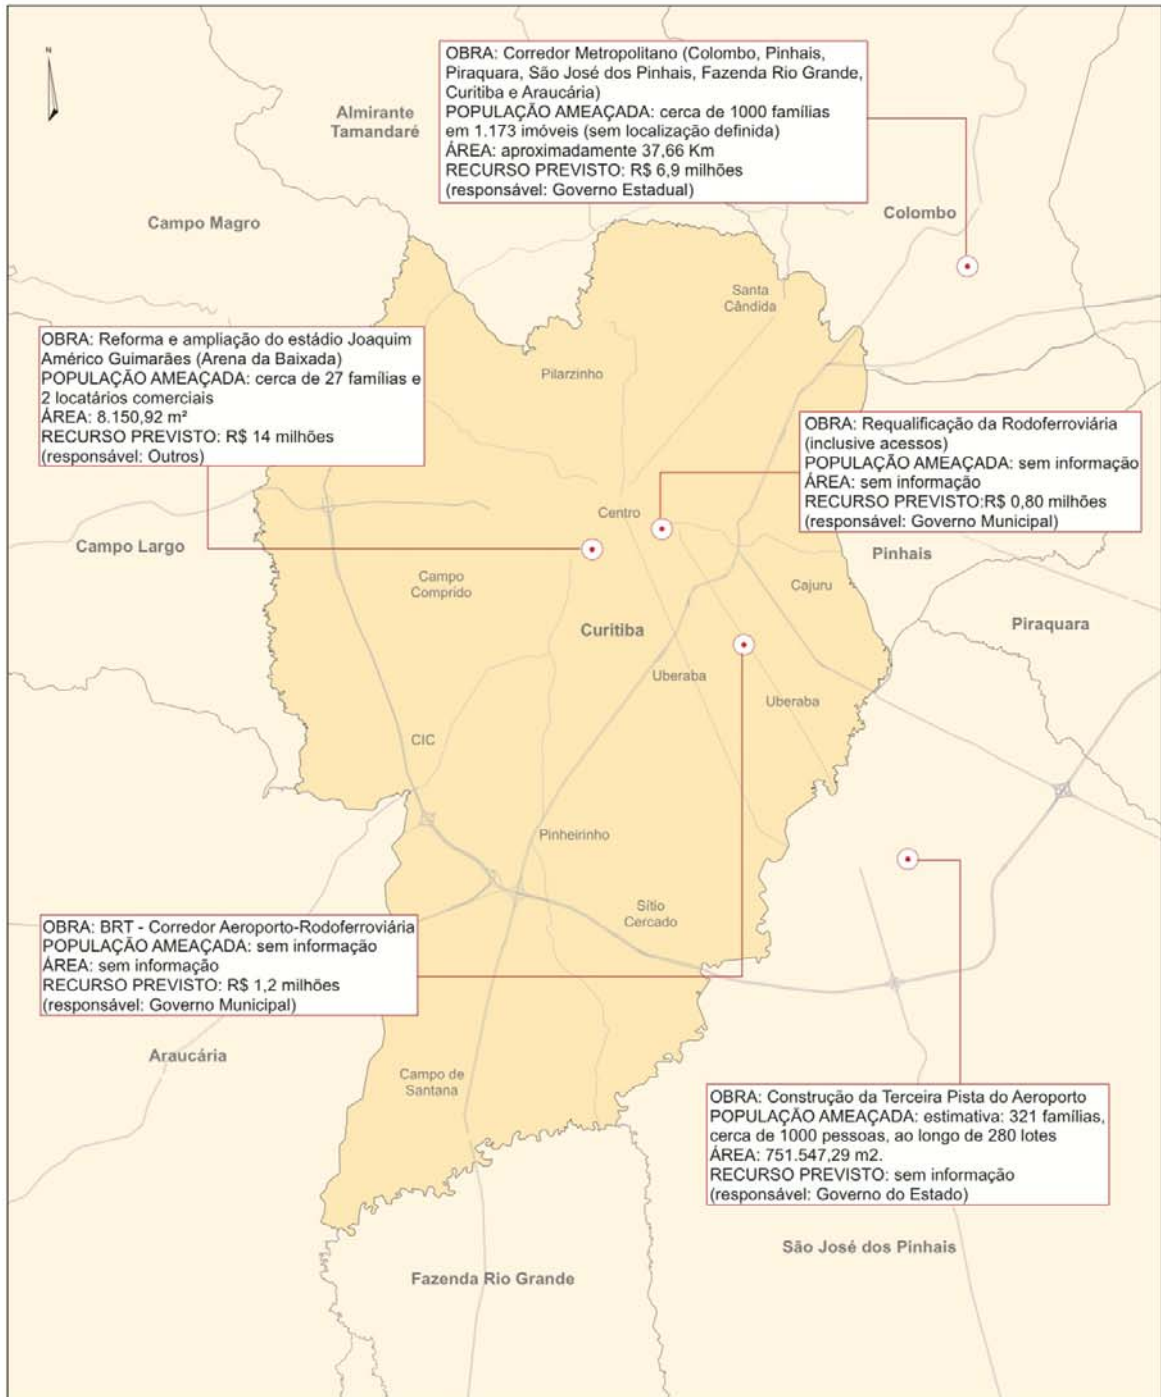 N
OBRA: Corredor Metropolitano (Colombo, Pinhais,
Piraquara, São José dos Pinhais, Fazenda Rio Grande,
Curitiba e Araucária)
POPULAÇÃO AMEAÇADA: cerca de 1000 famílias
em 1.173 imóveis (sem localização definida)
ÁREA: aproximadamente 37,66 Km
RECURSO PREVISTO: R$ 6,9 milhões
(responsável: Governo Estadual)
Almirante
Tamandaré
Campo Magro
Colombo
Santa
Cândida
OBRA: Reforma e ampliação do estádio Joaquim
Américo Guimarães (Arena da Baixada)
POPULAÇÃO AMEAÇADA: cerca de 27 famílias e
2 locatários comerciais
ÁREA: 8.150,92 m²
RECURSO PREVISTO: R$ 14 milhões
(responsável: Outros)
Pilarzinho
OBRA: Requalificação da Rodoferroviária
(inclusive acessos)
POPULAÇÃO AMEAÇADA: sem informação
ÁREA: sem informação
RECURSO PREVISTO:R$ 0,80 milhões
(responsável: Governo Municipal)
Centro
Campo Largo
Pinhais
Campo
Comprido
Cajuru
Curitiba
Piraquara
Uberaba
Uberaba
CIC
Pinheirinho
Sítio
Cercado
OBRA: BRT - Corredor Aeroporto-Rodoferroviária
POPULAÇÃO AMEAÇADA: sem informação
ÁREA: sem informação
RECURSO PREVISTO: R$ 1,2 milhões
(responsável: Governo Municipal)
Araucária
Campo de
Santana
OBRA: Construção da Terceira Pista do Aeroporto
POPULAÇÃO AMEAÇADA: estimativa: 321 famílias,
cerca de 1000 pessoas, ao longo de 280 lotes
ÁREA: 751.547,29 m2.
RECURSO PREVISTO: sem informação
(responsável: Governo do Estado)
São José dos Pinhais
Fazenda Rio Grande